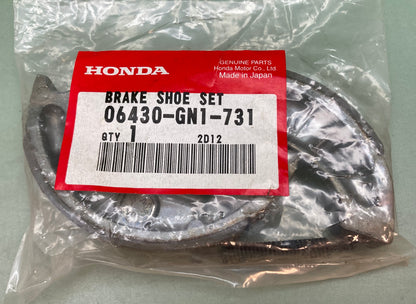 GENUINE PARTS
Honda Motor Co., Ltd.
Made in Japan
HONDA
BRAKE SHOE SET
06430-GN1-731
QTY 1 2D12